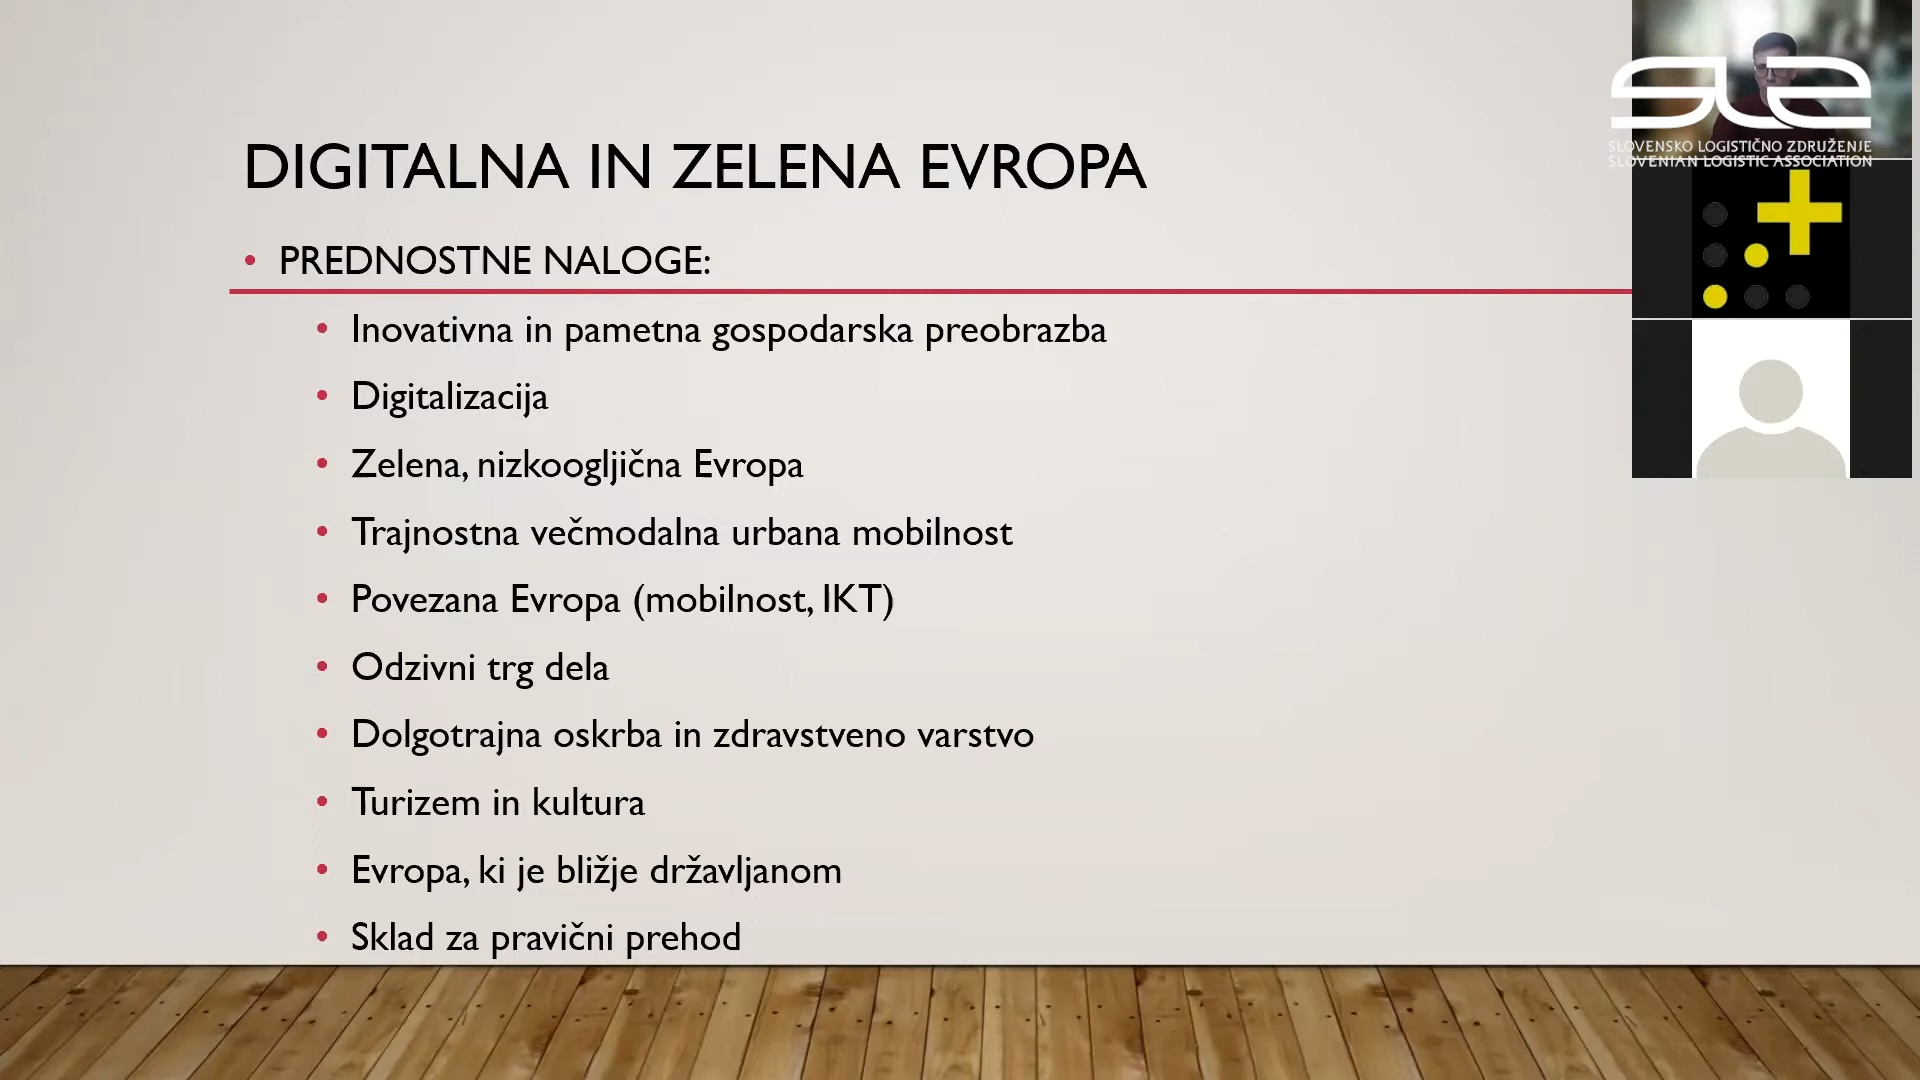 DIGITALNA IN ZELENA EVROPA
• PREDNOSTNE NALOGE:
• Inovativna in pametna gospodarska preobrazba
• Digitalizacija
• Zelena, nizkoogljična Evropa
• Trajnostna večmodalna urbana mobilnost
• Povezana Evropa (mobilnost, IKT)
• Odzivni trg dela
• Dolgotrajna oskrba in zdravstveno varstvo
• Turizem in kultura
• Evropa, ki je bližje državljanom
• Sklad za pravični prehod
SLZ
SLOVENSKO LOGISTIČNO ZDRUŽENJE
SLOVENIAN LOGISTIC ASSOCIATION